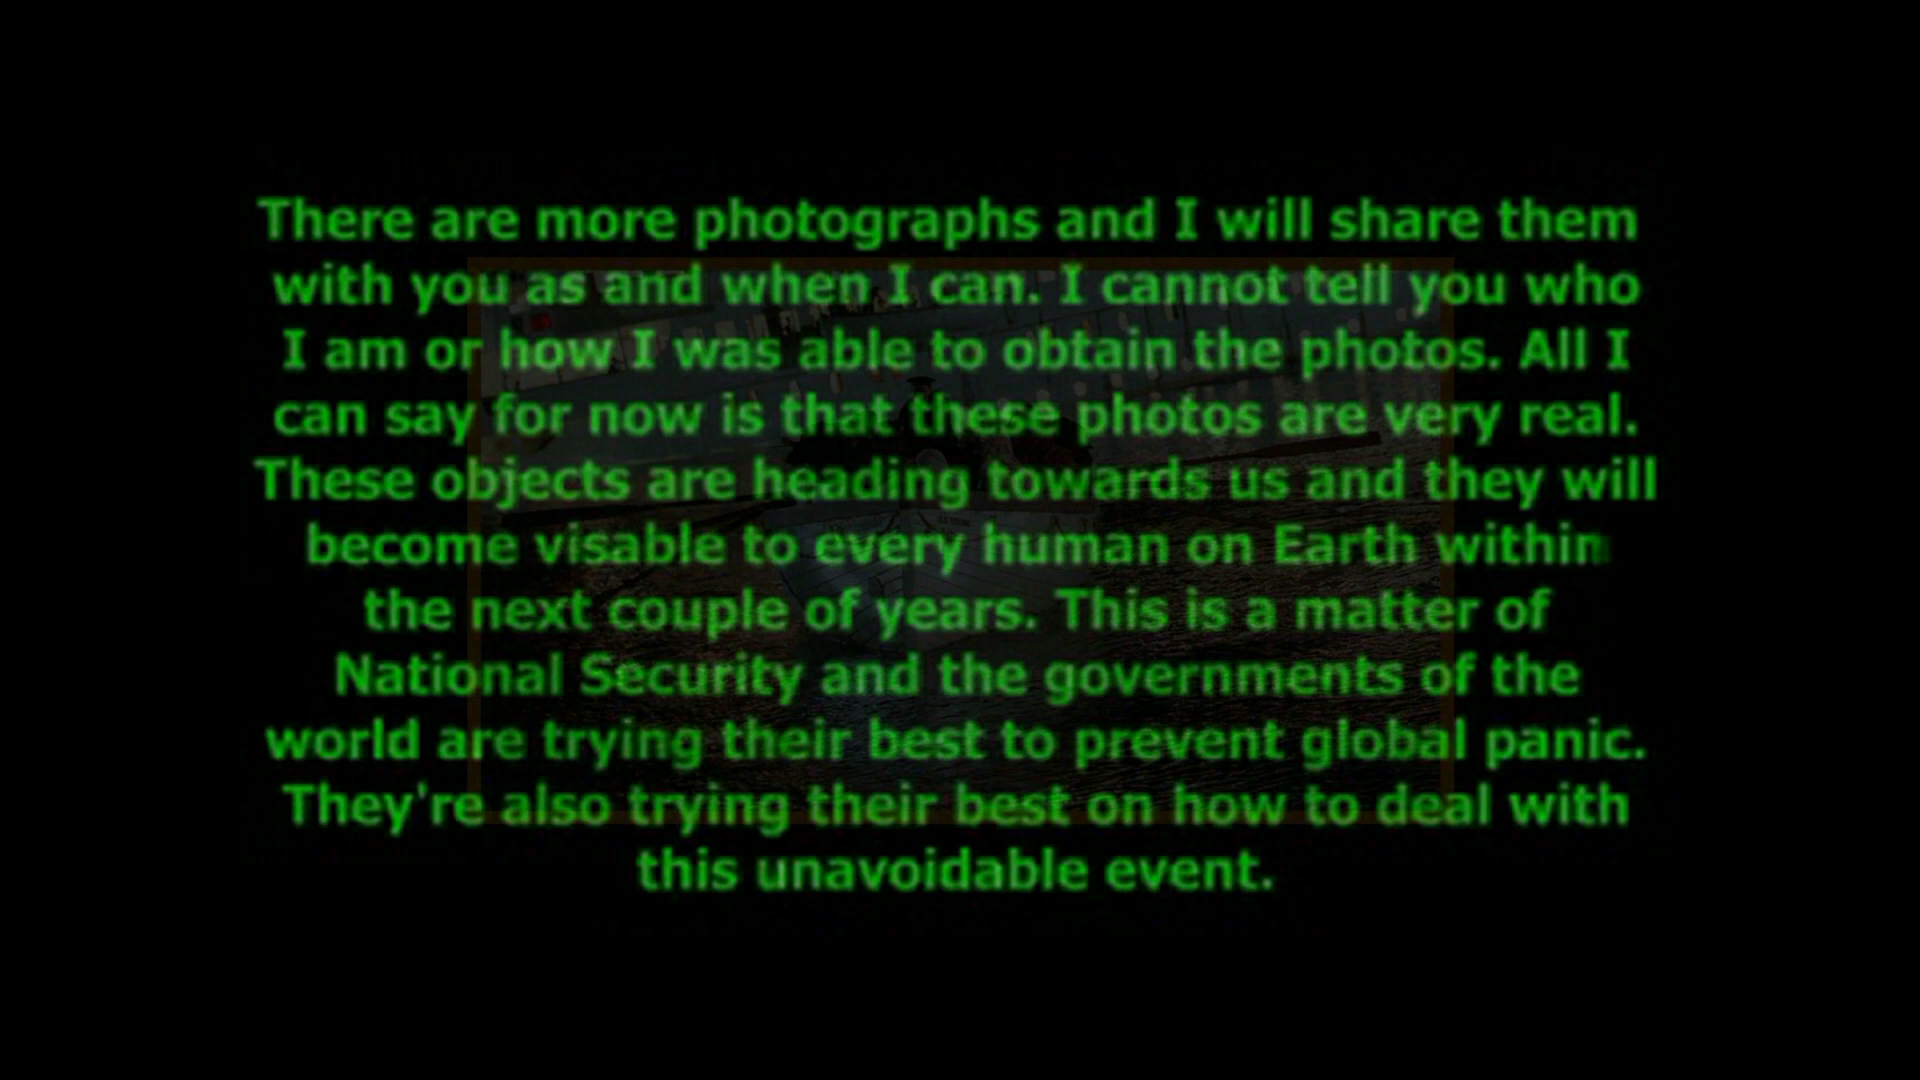 There are more photographs and I will share them
with you as and when I can. I cannot tell you who
I am or how I was able to obtain the photos. All I
can say for now is that these photos are very real.
These objects are heading towards us and they will
become visable to every human on Earth within
the next couple of years. This is a matter of
National Security and the governments of the
world are trying their best to prevent global panic.
They're also trying their best on how to deal with
this unavoidable event.